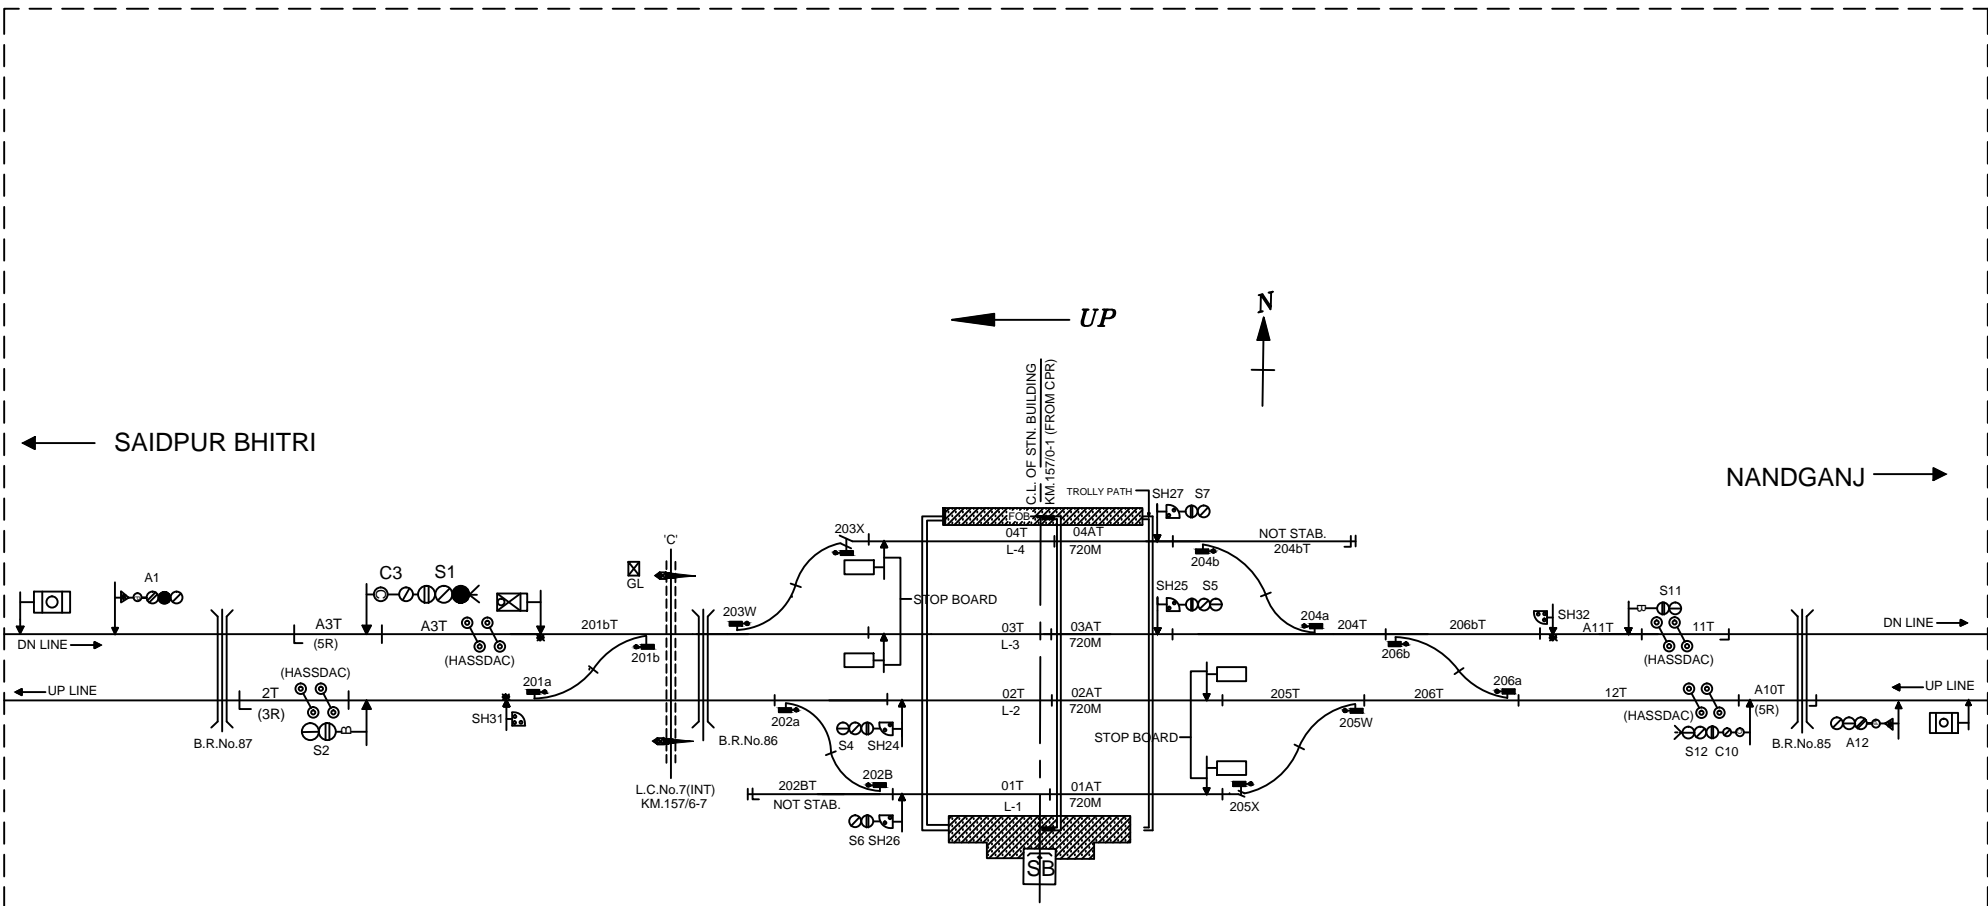 UP
N
C.L. OF STN. BUILDING
KM.157/0-1 (FROM CPR)
SAIDPUR BHITRI
NANDGANJ
TROLLY PATH
SH27 S7
FOB
203X
04T
04AT
NOT STAB.
L-4
720M
204bT
204b
'C'
GL
A1
C3
S1
SH25 S5
STOP BOARD
S11
B
203W
204a
SH32
A3T
A3T
201bT
03T
03AT
204T
206bT
A11T
11T
DN LINE
DN LINE
(5R)
L-3
720M
(HASSDAC)
201b
206b
(HASSDAC)
(HASSDAC)
201a
206a
UP LINE
UP LINE
2T
02T
02AT
205T
206T
12T
A10T
(3R)
L-2
720M
(HASSDAC)
(5R)
SH31
202a
205W
B
B.R.No.87
S2
B.R.No.86
S4 SH24
STOP BOARD
S12 C10
B.R.No.85
A12
202B
L.C.No.7(INT)
KM.157/6-7
202BT
01T
01AT
NOT STAB.
L-1
720M
205X
S6 SH26
SB